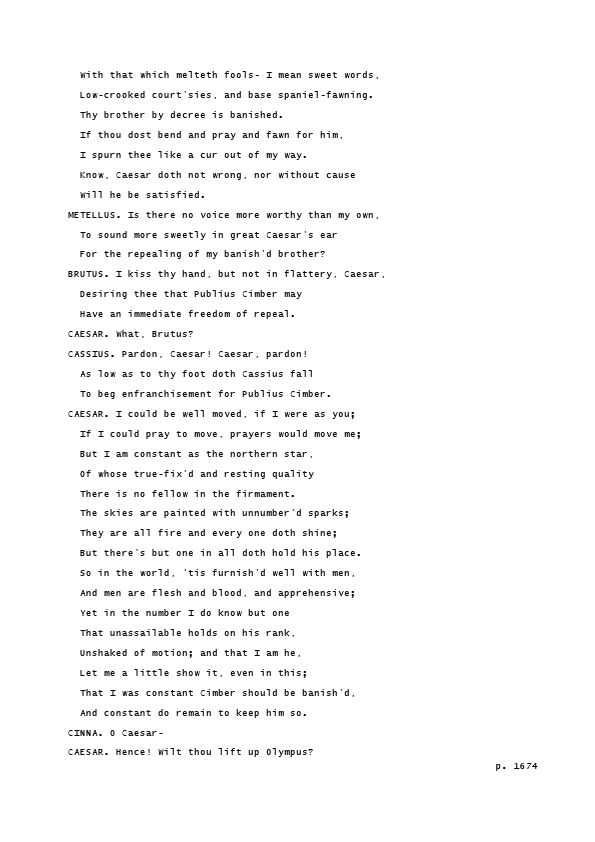 With that which melteth fools- I mean sweet words,
Low-crooked court'sies, and base spaniel-fawning.
Thy brother by decree is banished.
If thou dost bend and pray and fawn for him,
I spurn thee like a cur out of my way.
Know, Caesar doth not wrong, nor without cause
Will he be satisfied.
METELLUS. Is there no voice more worthy than my own,
To sound more sweetly in great Caesar's ear
For the repealing of my banish'd brother?
BRUTUS. I kiss thy hand, but not in flattery, Caesar,
Desiring thee that Publius Cimber may
Have an immediate freedom of repeal.
CAESAR. What, Brutus?
CASSIUS. Pardon, Caesar! Caesar, pardon!
As low as to thy foot doth Cassius fall
To beg enfranchisement for Publius Cimber.
CAESAR. I could be well moved, if I were as you;
If I could pray to move, prayers would move me;
But I am constant as the northern star,
Of whose true-fix'd and resting quality
There is no fellow in the firmament.
The skies are painted with unnumber'd sparks;
They are all fire and every one doth shine;
But there's but one in all doth hold his place.
So in the world, 'tis furnish'd well with men,
And men are flesh and blood, and apprehensive;
Yet in the number I do know but one
That unassailable holds on his rank,
Unshaked of motion; and that I am he,
Let me a little show it, even in this;
That I was constant Cimber should be banish'd,
And constant do remain to keep him so.
CINNA. O Caesar-
CAESAR. Hence! Wilt thou lift up Olympus?
p. 1674